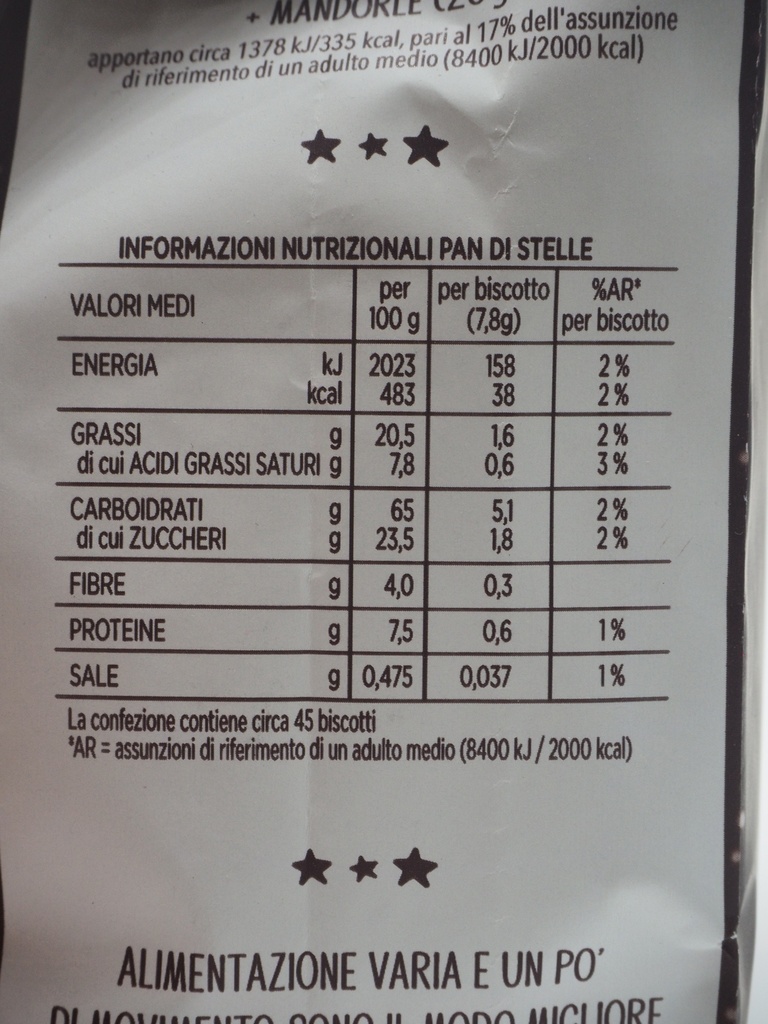 + MANDORLE
apportano circa 1378 kJ/335 kcal, pari al 17% dell'assunzione
di riferimento di un adulto medio (8400 kJ/2000 kcal)
INFORMAZIONI NUTRIZIONALI PAN DI STELLE
VALORI MEDI per 100 g per biscotto (7,8g) %AR* per biscotto
ENERGIA kJ 2023 158 2%
kcal 483 38 2%
GRASSI g 20,5 1,6 2%
di cui ACIDI GRASSI SATURI g 7,8 0,6 3%
CARBOIDRATI g 65 5,1 2%
di cui ZUCCHERI g 23,5 1,8 2%
FIBRE g 4,0 0,3
PROTEINE g 7,5 0,6 1%
SALE g 0,475 0,037 1%
La confezione contiene circa 45 biscotti
*AR = assunzioni di riferimento di un adulto medio (8400 kJ / 2000 kcal)
ALIMENTAZIONE VARIA E UN PO'
DI MOVIMENTO SONO IL MODO MIGLIORE